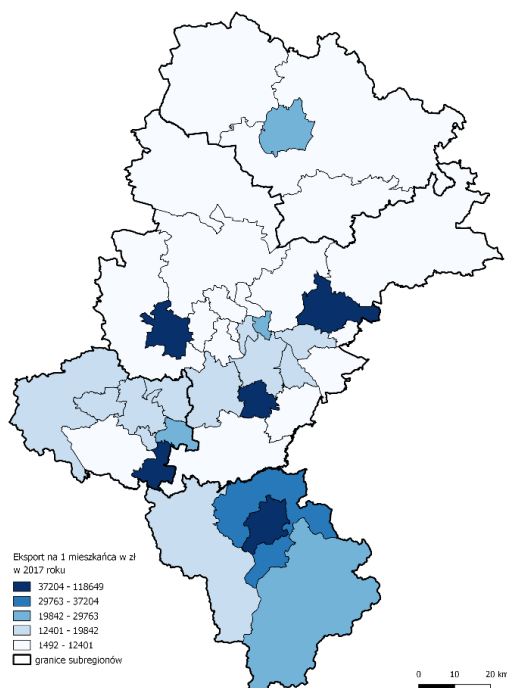 Eksport na 1 mieszkańca w zł
w 2017 roku
37204 - 118649
29763 - 37204
19842 - 29763
12401 - 19842
1492 - 12401
granice subregionów
0 10 20 km